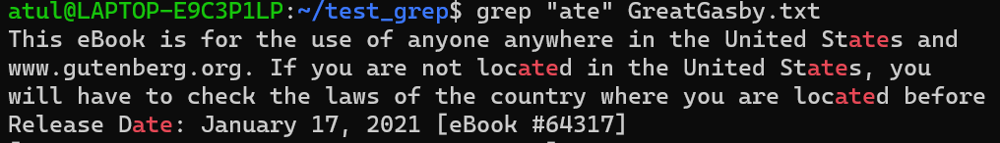 atul@LAPTOP-E9C3P1LP:~/test_grep$ grep "ate" GreatGasby.txt
This eBook is for the use of anyone anywhere in the United States and
www.gutenberg.org. If you are not located in the United States, you
will have to check the laws of the country where you are located before
Release Date: January 17, 2021 [eBook #64317]